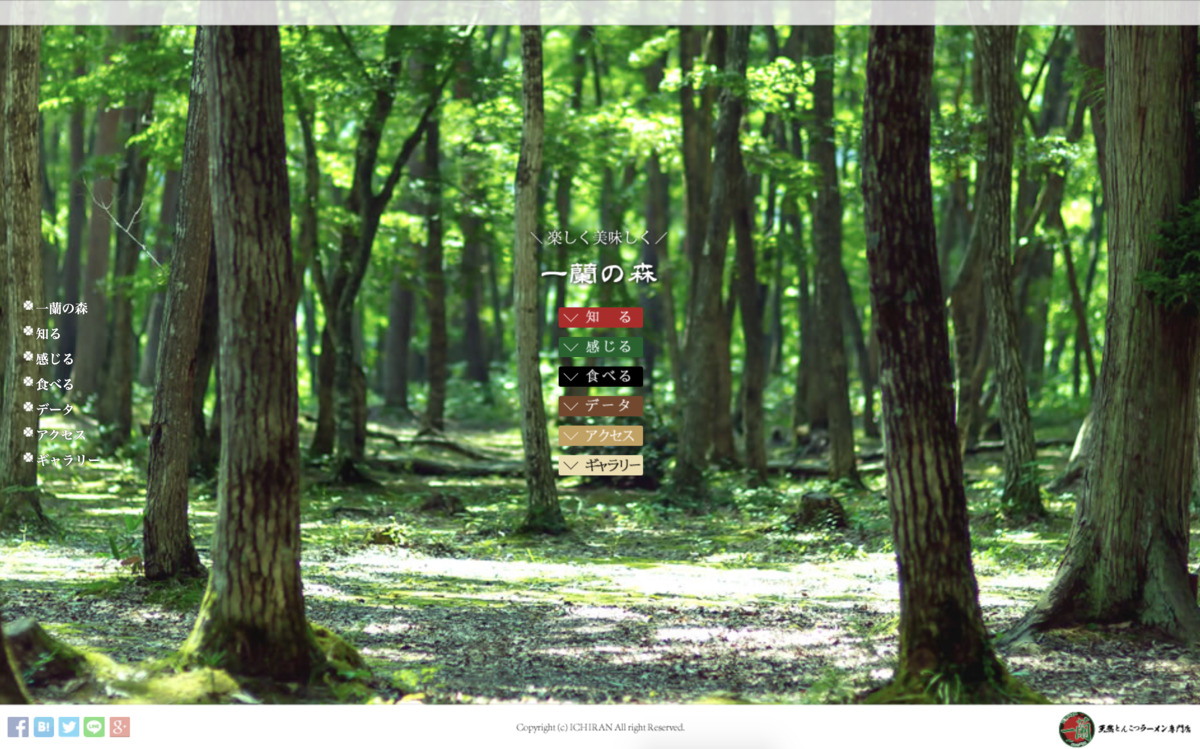 ＼楽しく美味しく／
一蘭の森
知る
感じる
食べる
データ
アクセス
ギャラリー
一蘭の森
知る
感じる
食べる
データ
アクセス
ギャラリー
f
B!
LINE
g+
Copyright (c) ICHIRAN All right Reserved.
一蘭
天然とんこつラーメン専門店